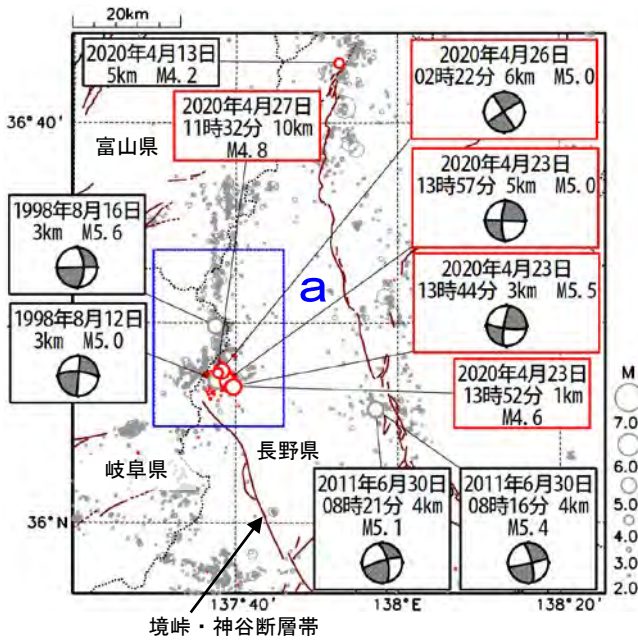 20km
2020年4月13日
5km M4.2
2020年4月26日
02時22分 6km M5.0
2020年4月27日
11時32分 10km
M4.8
36°40'
富山県
2020年4月23日
13時57分 5km M5.0
1998年8月16日
3km M5.6
a
2020年4月23日
13時44分 3km M5.5
1998年8月12日
3km M5.0
2020年4月23日
13時52分 1km
M4.6
M
7.0
6.0
5.0
4.0
3.0
2.0
長野県
岐阜県
2011年6月30日
08時21分 4km
M5.1
2011年6月30日
08時16分 4km
M5.4
36°N
137°40'
138°E
138°20'
境峠・神谷断層帯